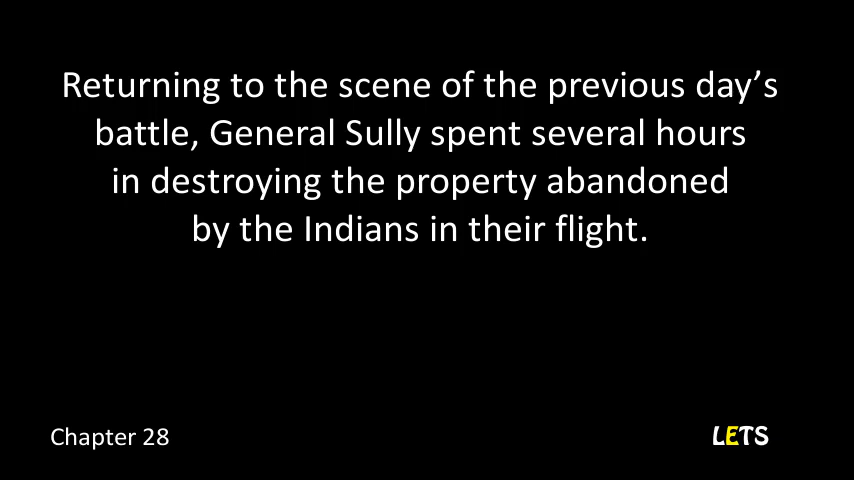 Returning to the scene of the previous day’s
battle, General Sully spent several hours
in destroying the property abandoned
by the Indians in their flight.
Chapter 28
LETS